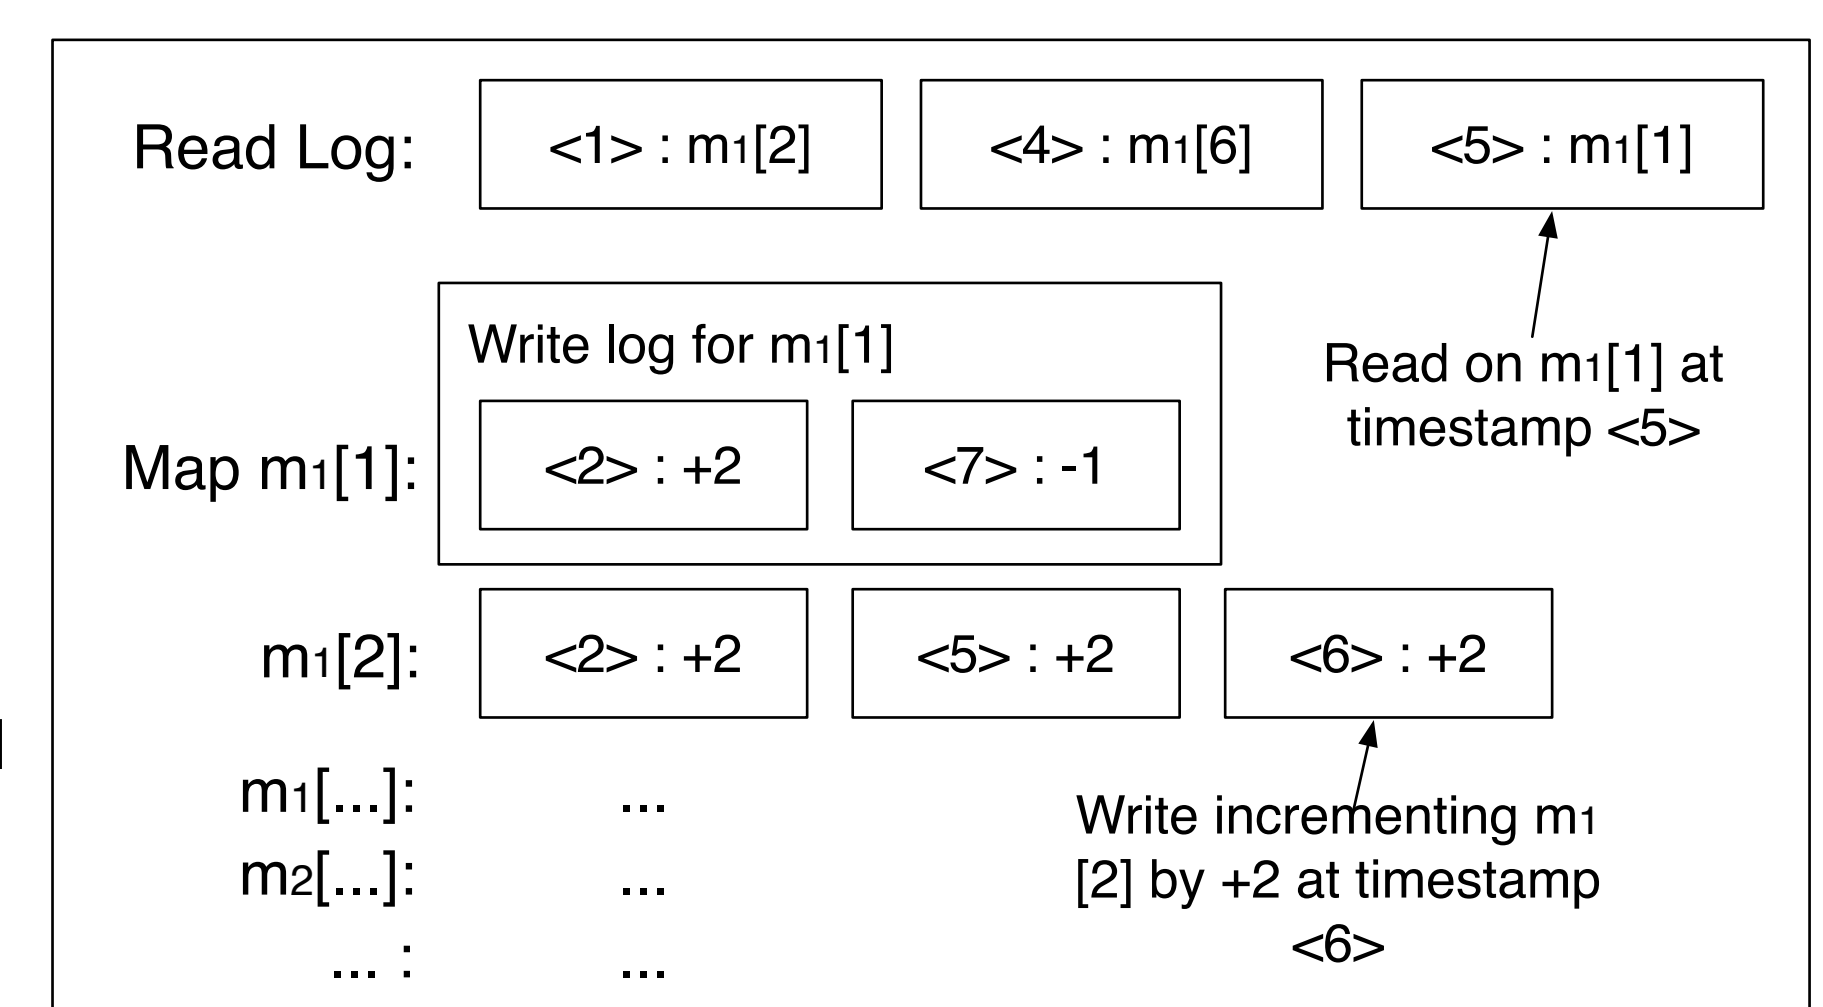 Read Log: <1> : m1[2] <4> : m1[6] <5> : m1[1]
Write log for m1[1]
Read on m1[1] at
timestamp <5>
Map m1[1]: <2> : +2 <7> : -1
m1[2]: <2> : +2 <5> : +2 <6> : +2
m1[...]: ...
Write incrementing m1
m2[...]: ...
[2] by +2 at timestamp
<6>
... : ...